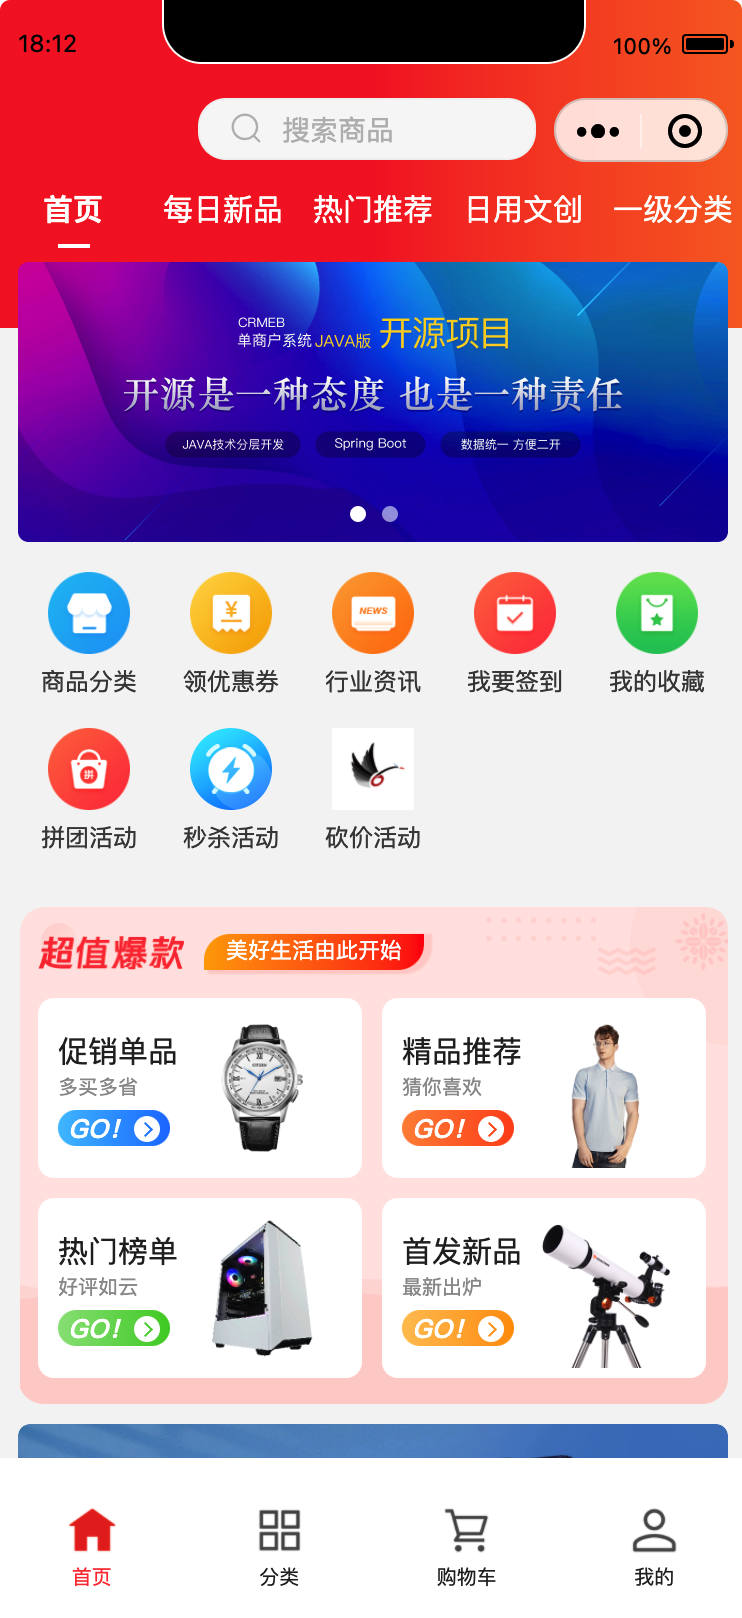 18:12
100%
搜索商品
首页 每日新品 热门推荐 日用文创 一级分类
CRMEB
单商户系统 JAVA版 开源项目
开源是一种态度 也是一种责任
JAVA技术分层开发 Spring Boot 数据统一 方便二开
¥ NEWS
商品分类 领优惠券 行业资讯 我要签到 我的收藏
拼
拼团活动 秒杀活动 砍价活动
超值爆款 美好生活由此开始
促销单品
多买多省
GO!
精品推荐
猜你喜欢
GO!
热门榜单
好评如云
GO!
首发新品
最新出炉
GO!
首页 分类 购物车 我的